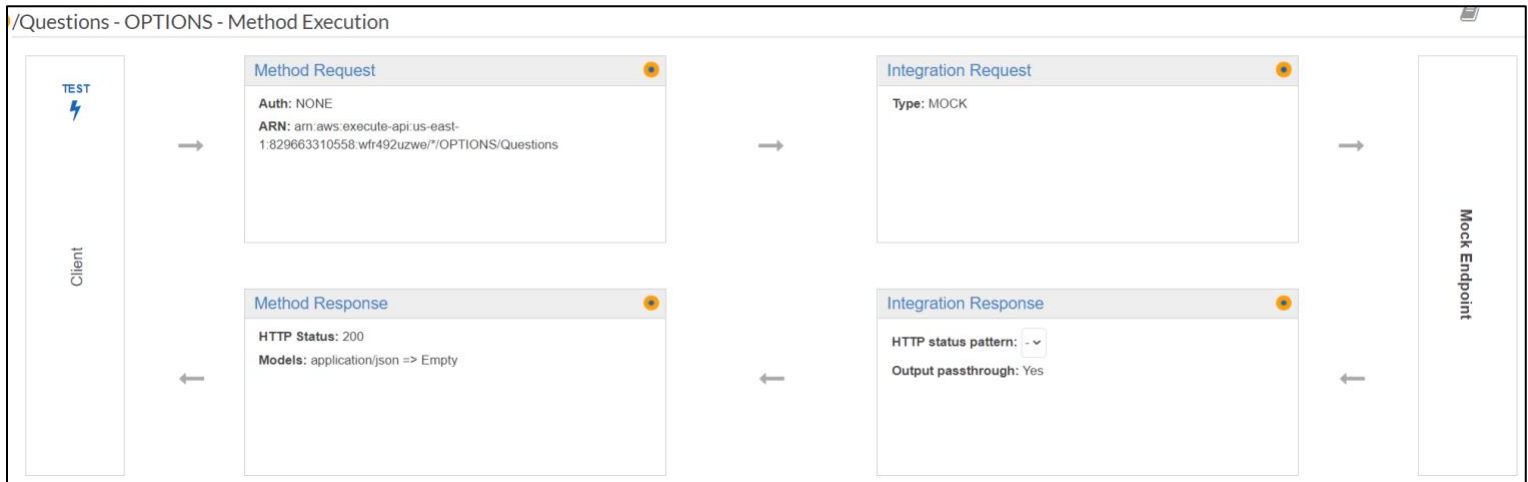 /Questions - OPTIONS - Method Execution
TEST
Client
Method Request
Auth: NONE
ARN: arn:aws:execute-api:us-east-
1:829663310558:wfr492uzwe/*/OPTIONS/Questions
Integration Request
Type: MOCK
Mock Endpoint
Method Response
HTTP Status: 200
Models: application/json => Empty
Integration Response
HTTP status pattern: -
Output passthrough: Yes